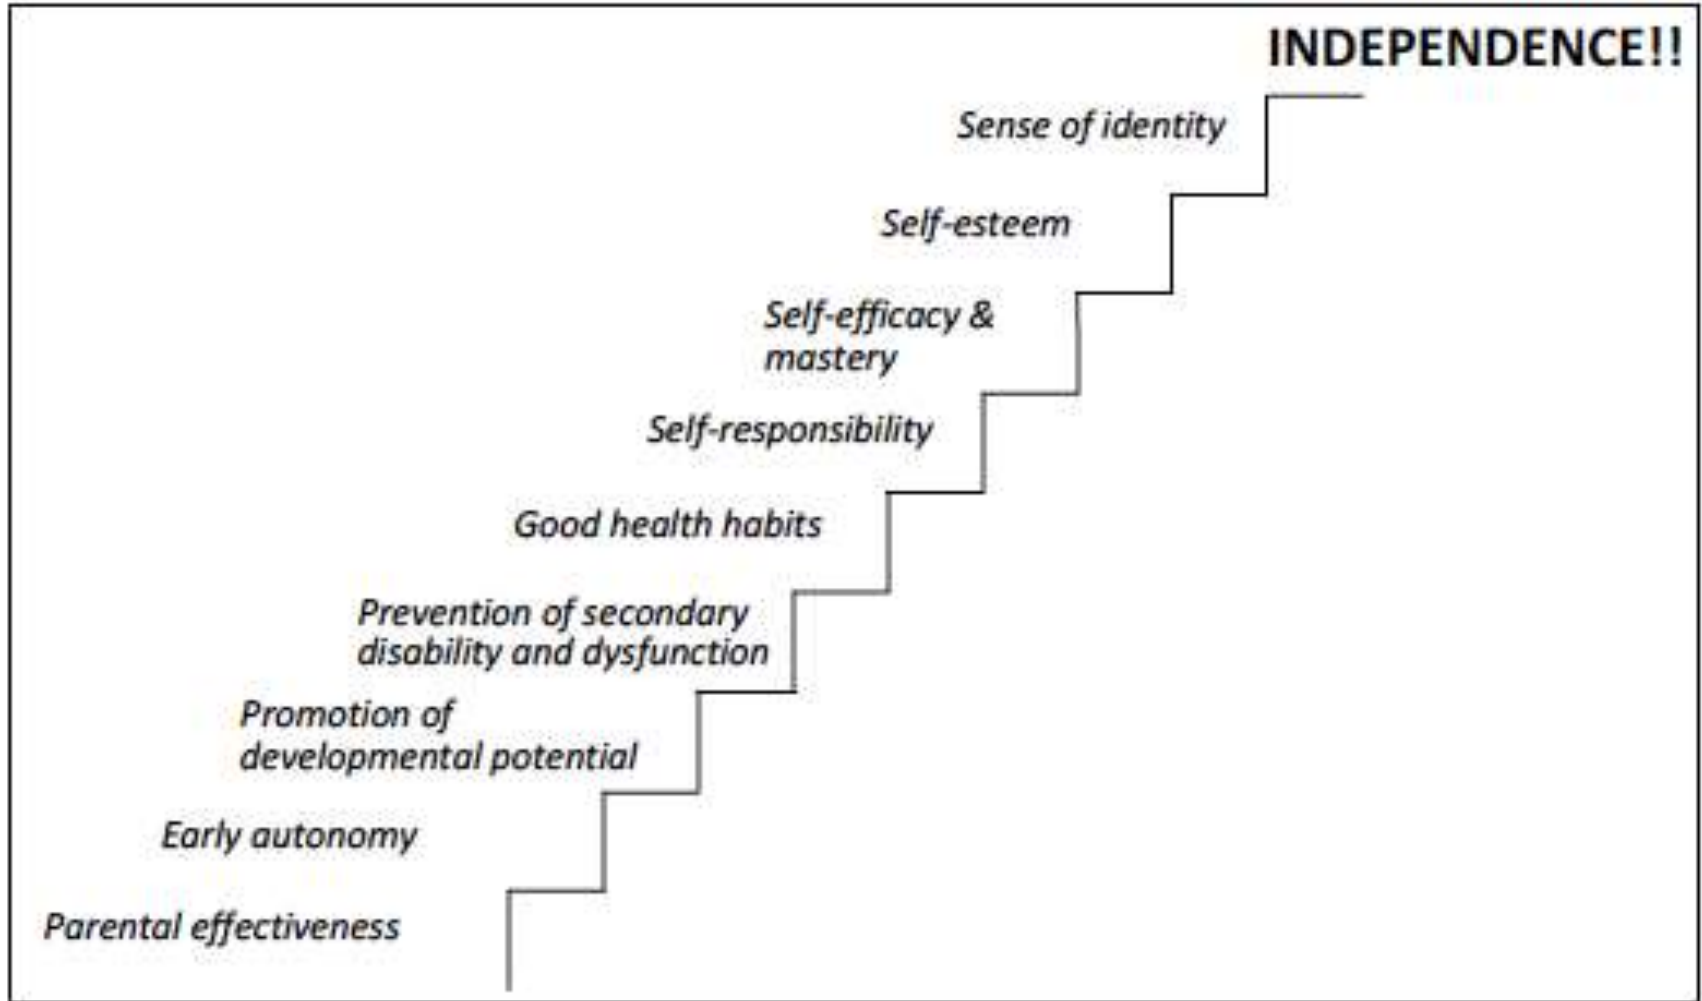 INDEPENDENCE!!
Sense of identity
Self-esteem
Self-efficacy &
mastery
Self-responsibility
Good health habits
Prevention of secondary
disability and dysfunction
Promotion of
developmental potential
Early autonomy
Parental effectiveness